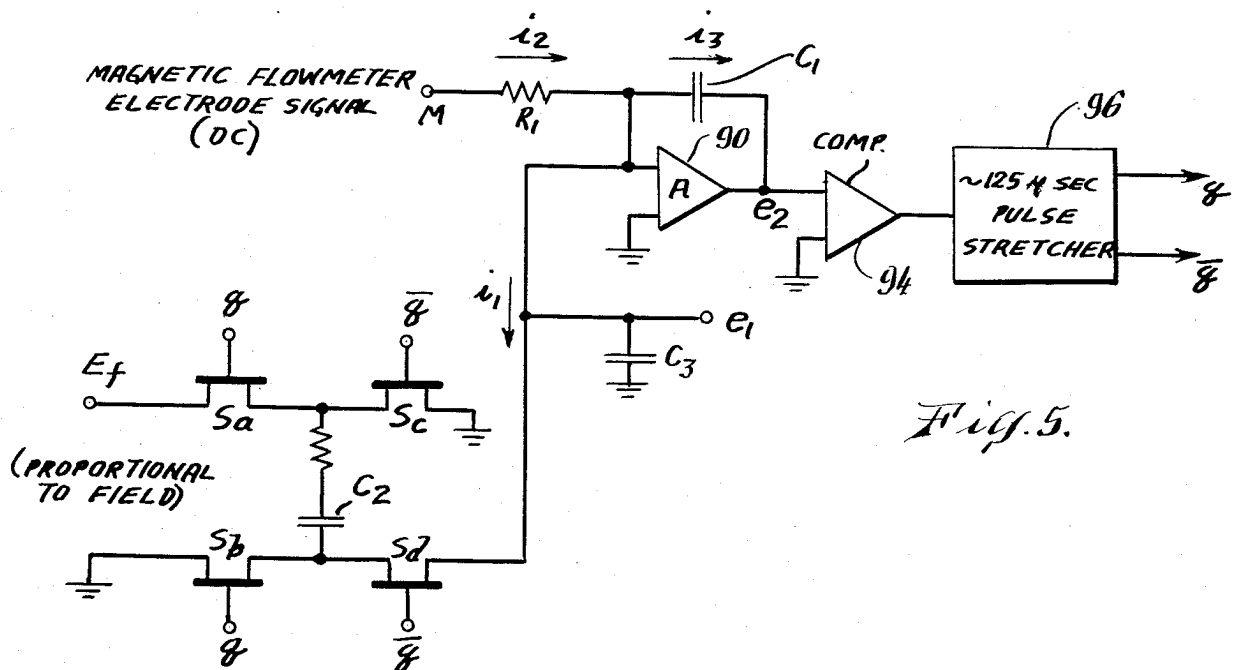 i2
i3
C1
MAGNETIC FLOWMETER
ELECTRODE SIGNAL
(DC)
M
R1
90
A
e2
COMP.
94
96
~125 µ SEC
PULSE
STRETCHER
g
g̅
i1
e1
C3
g
g̅
Ef
Sa
Sc
(PROPORTIONAL
TO FIELD)
C2
Sb
Sd
g
g̅
Fig. 5.